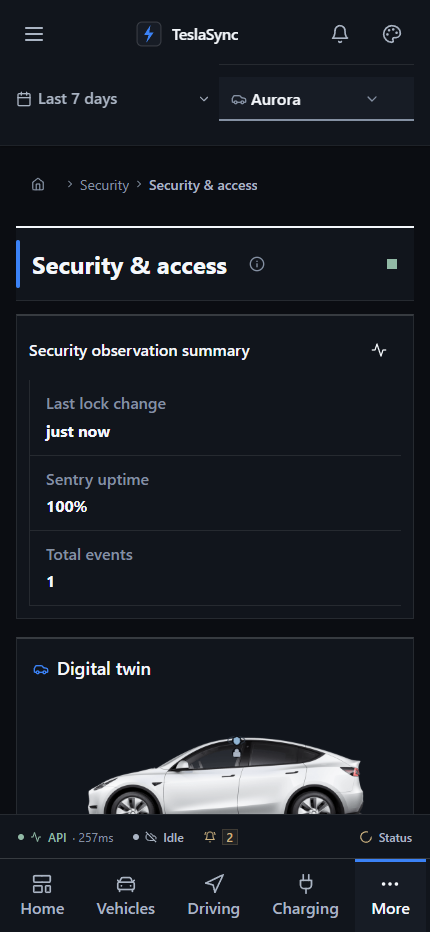 TeslaSync
Last 7 days
Aurora
Security
Security & access
Security & access
Security observation summary
Last lock change
just now
Sentry uptime
100%
Total events
1
Digital twin
API · 257ms
Idle
2
Status
Home
Vehicles
Driving
Charging
More